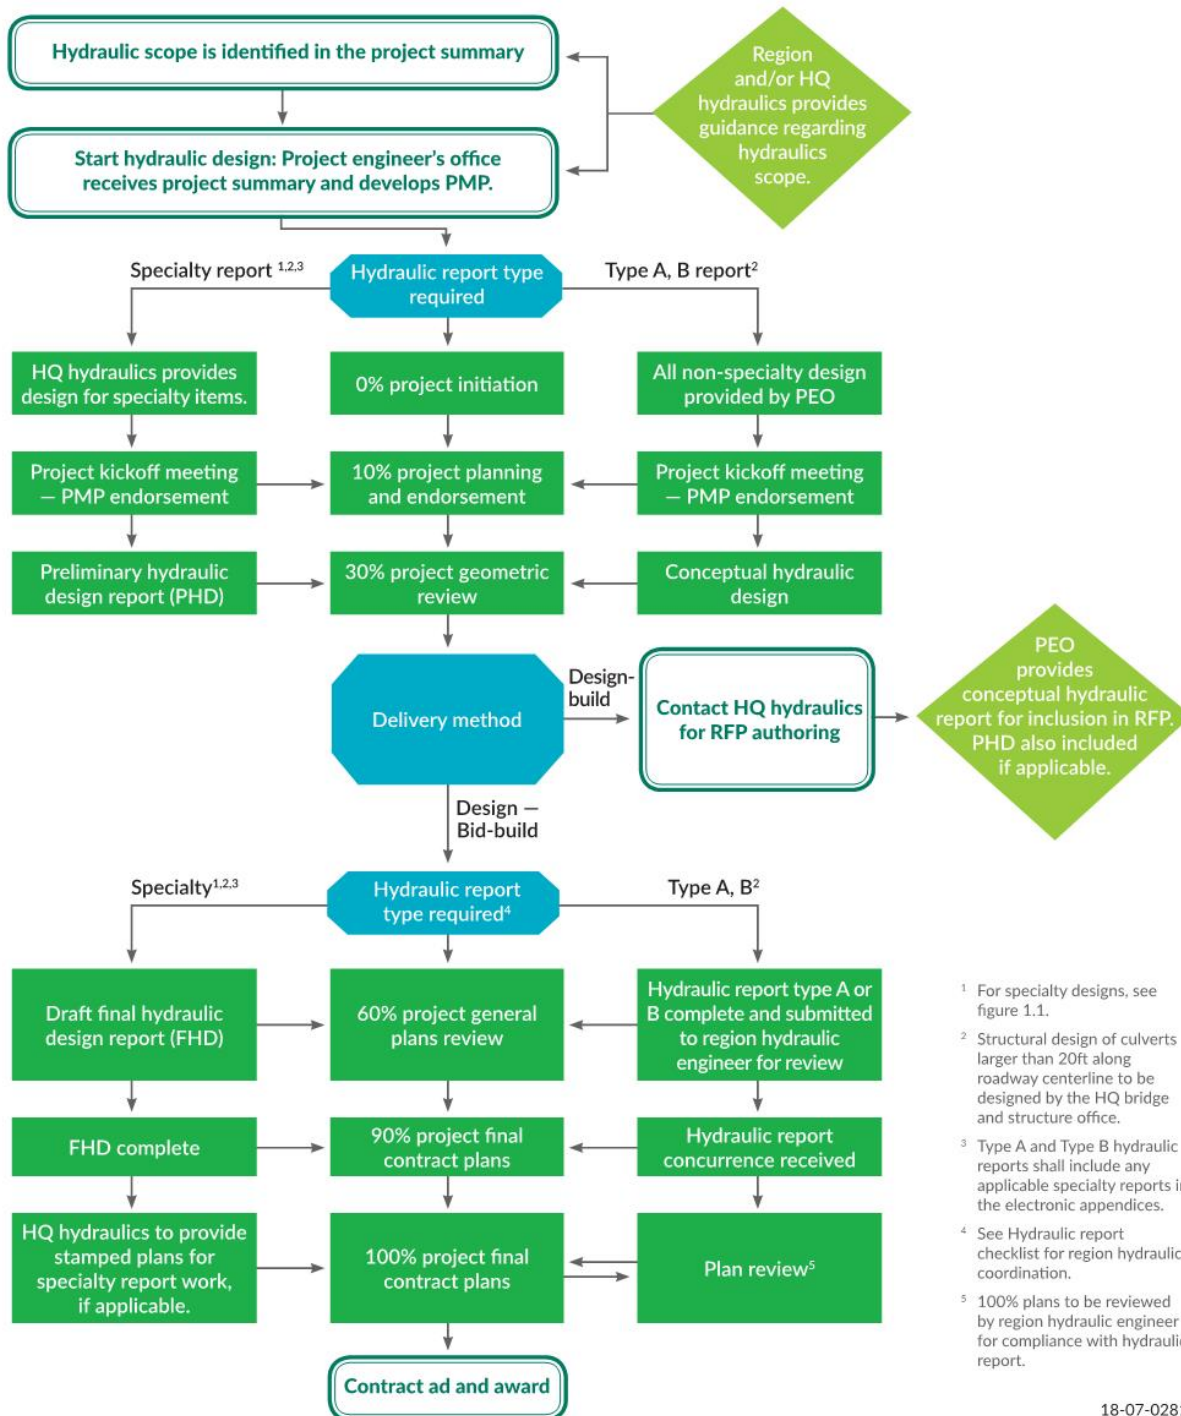 Hydraulic scope is identified in the project summary
Region
and/or HQ
hydraulics provides
guidance regarding
hydraulics
scope.
Start hydraulic design: Project engineer's office
receives project summary and develops PMP.
Specialty report 1,2,3
Hydraulic report type
required
Type A, B report2
HQ hydraulics provides
design for specialty items.
0% project initiation
All non-specialty design
provided by PEO
Project kickoff meeting
— PMP endorsement
10% project planning
and endorsement
Project kickoff meeting
— PMP endorsement
Preliminary hydraulic
design report (PHD)
30% project geometric
review
Conceptual hydraulic
design
Delivery method
Design-
build
Contact HQ hydraulics
for RFP authoring
PEO
provides
conceptual hydraulic
report for inclusion in RFP.
PHD also included
if applicable.
Design —
Bid-build
Specialty1,2,3
Hydraulic report
type required4
Type A, B2
Draft final hydraulic
design report (FHD)
60% project general
plans review
Hydraulic report type A or
B complete and submitted
to region hydraulic
engineer for review
FHD complete
90% project final
contract plans
Hydraulic report
concurrence received
HQ hydraulics to provide
stamped plans for
specialty report work,
if applicable.
100% project final
contract plans
Plan review5
Contract ad and award
1 For specialty designs, see
figure 1.1.
2 Structural design of culverts
larger than 20ft along
roadway centerline to be
designed by the HQ bridge
and structure office.
3 Type A and Type B hydraulic
reports shall include any
applicable specialty reports in
the electronic appendices.
4 See Hydraulic report
checklist for region hydraulic
coordination.
5 100% plans to be reviewed
by region hydraulic engineer
for compliance with hydraulic
report.
18-07-0281